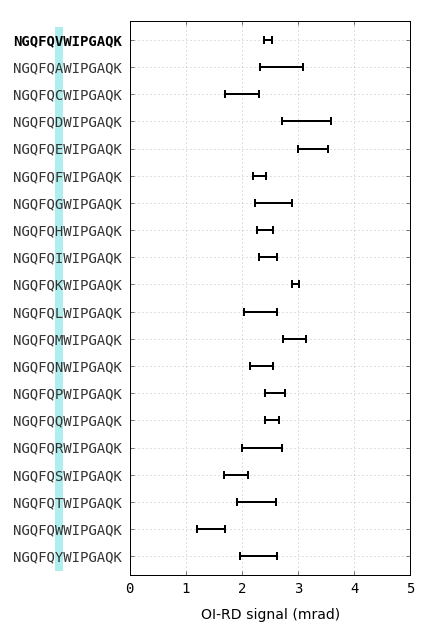 NGQFQVWIPGAQK
NGQFQAWIPGAQK
NGQFQCWIPGAQK
NGQFQDWIPGAQK
NGQFQEWIPGAQK
NGQFQFWIPGAQK
NGQFQGWIPGAQK
NGQFQHWIPGAQK
NGQFQIWIPGAQK
NGQFQKWIPGAQK
NGQFQLWIPGAQK
NGQFQMWIPGAQK
NGQFQNWIPGAQK
NGQFQPWIPGAQK
NGQFQQWIPGAQK
NGQFQRWIPGAQK
NGQFQSWIPGAQK
NGQFQTWIPGAQK
NGQFQWWIPGAQK
NGQFQYWIPGAQK
0 1 2 3 4 5
OI-RD signal (mrad)